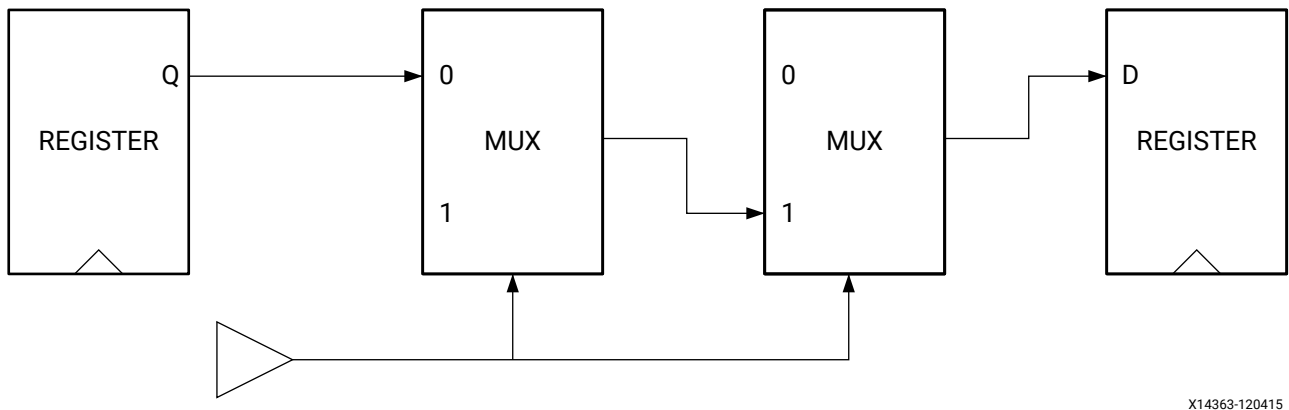 Q
0
0
D
REGISTER
MUX
MUX
REGISTER
1
1
X14363-120415